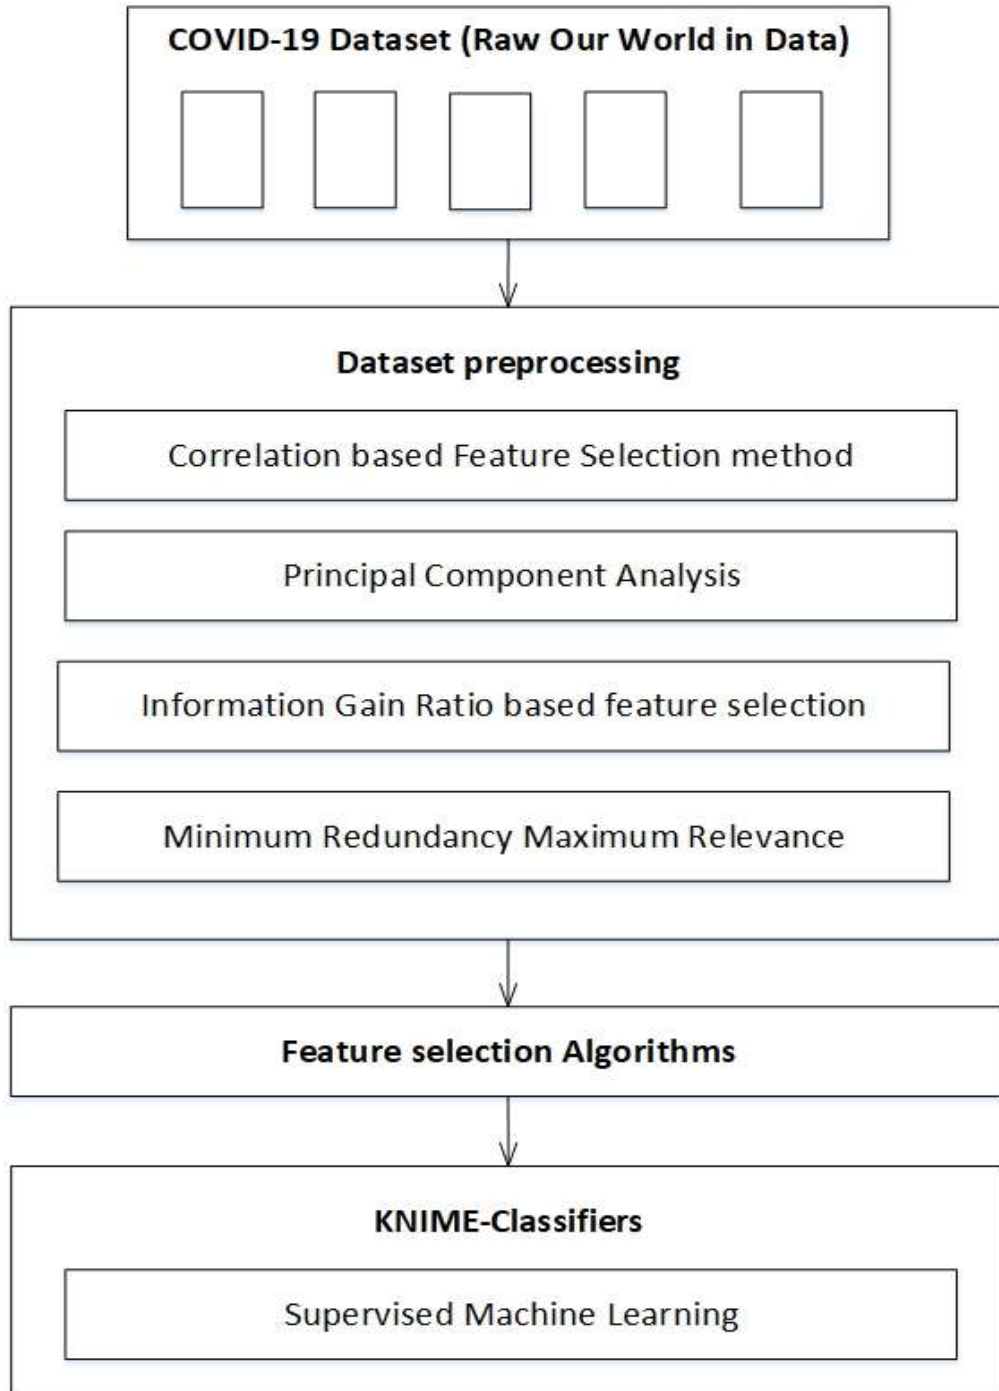 COVID-19 Dataset (Raw Our World in Data)
Dataset preprocessing
Correlation based Feature Selection method
Principal Component Analysis
Information Gain Ratio based feature selection
Minimum Redundancy Maximum Relevance
Feature selection Algorithms
KNIME-Classifiers
Supervised Machine Learning